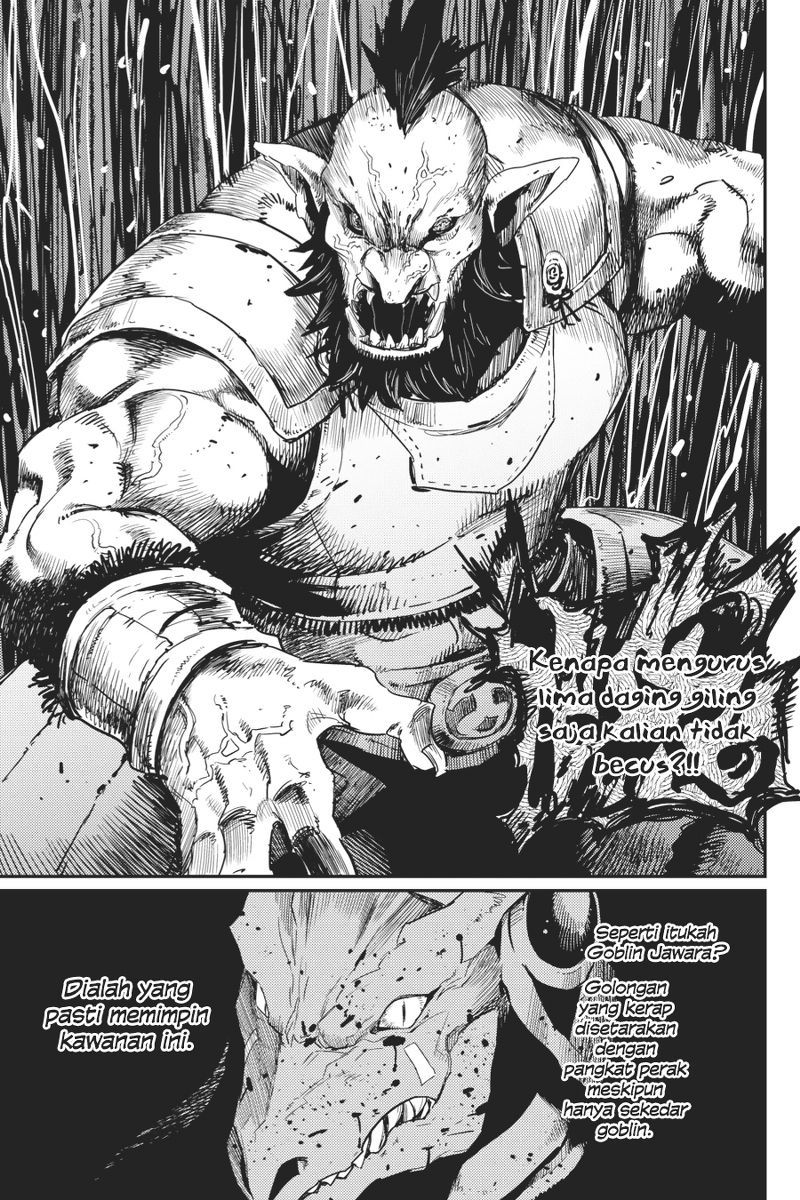 Kenapa mengurus
lima daging giling
saja kalian tidak
becus?!!
Seperti itukah
Goblin Jawara?
Golongan
yang kerap
disetarakan
dengan
pangkat perak
meskipun
hanya sekedar
goblin.
Dialah yang
pasti memimpin
kawanan ini.